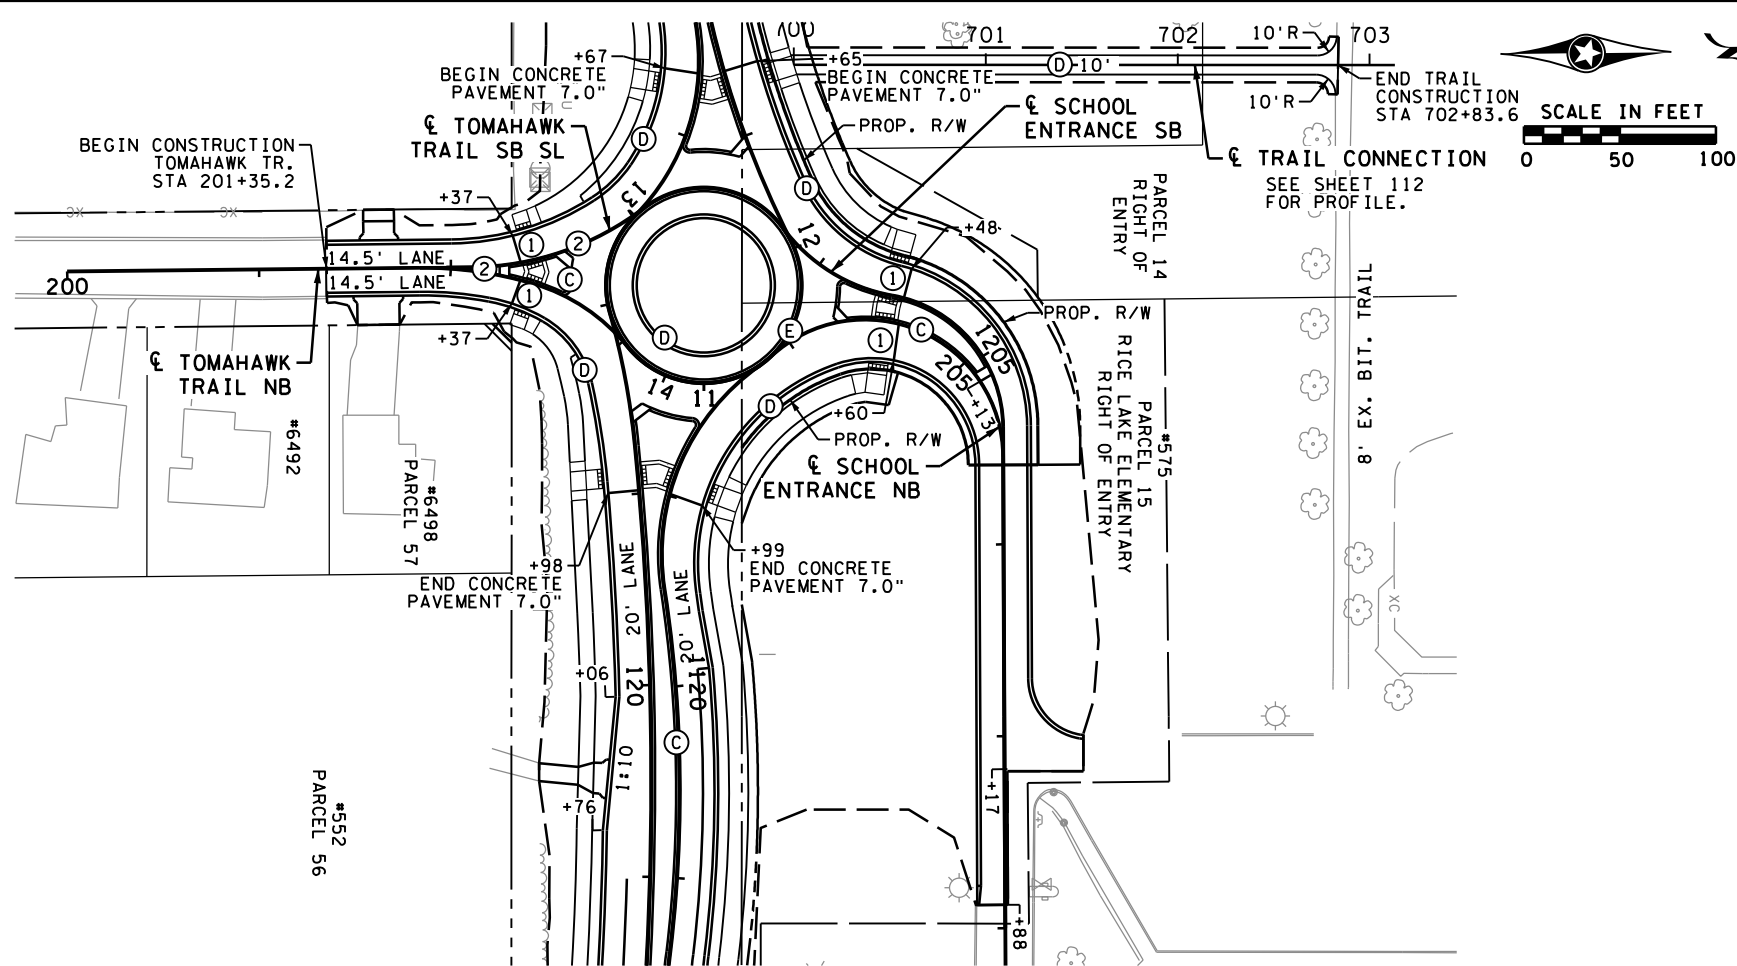 700
701
702
703
10'R
10'R
D
10'
+67
BEGIN CONCRETE
PAVEMENT 7.0"
+65
BEGIN CONCRETE
PAVEMENT 7.0"
END TRAIL
CONSTRUCTION
STA 702+83.6
SCALE IN FEET
0 50 100
℄ SCHOOL
ENTRANCE SB
PROP. R/W
℄ TOMAHAWK
TRAIL SB SL
D
℄ TRAIL CONNECTION
SEE SHEET 112
FOR PROFILE.
BEGIN CONSTRUCTION
TOMAHAWK TR.
STA 201+35.2
XC
XC
+37
13
D
12
+48
PARCEL 14
RIGHT OF
ENTRY
14.5' LANE
14.5' LANE
200
1
2
2
C
1
1
+37
℄ TOMAHAWK
TRAIL NB
D
E
D
C
1
1205
PROP. R/W
8' EX. BIT. TRAIL
14
11
D
205+13
+60
PROP. R/W
℄ SCHOOL
ENTRANCE NB
#575
PARCEL 15
RICE LAKE ELEMENTARY
RIGHT OF ENTRY
#6492
#6498
PARCEL 57
+98
END CONCRETE
PAVEMENT 7.0"
+99
END CONCRETE
PAVEMENT 7.0"
20' LANE
20' LANE
+06
120
1120
C
1:10
+76
XC
+17
#552
PARCEL 56
+88